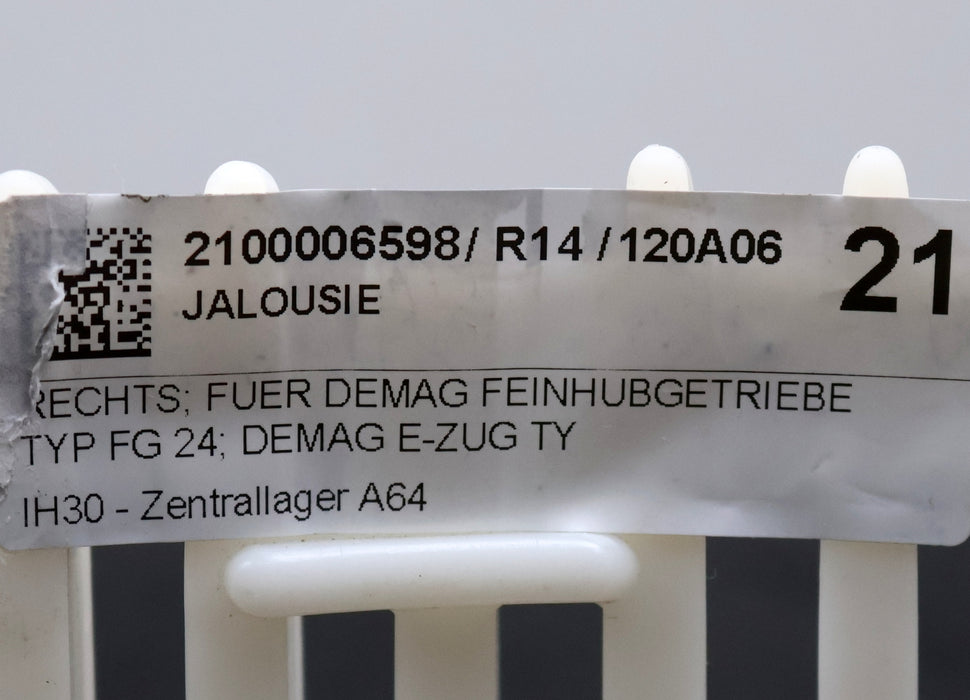 2100006598/ R14 /120A06
21
JALOUSIE
RECHTS; FUER DEMAG FEINHUBGETRIEBE
TYP FG 24; DEMAG E-ZUG TY
IH30 - Zentrallager A64